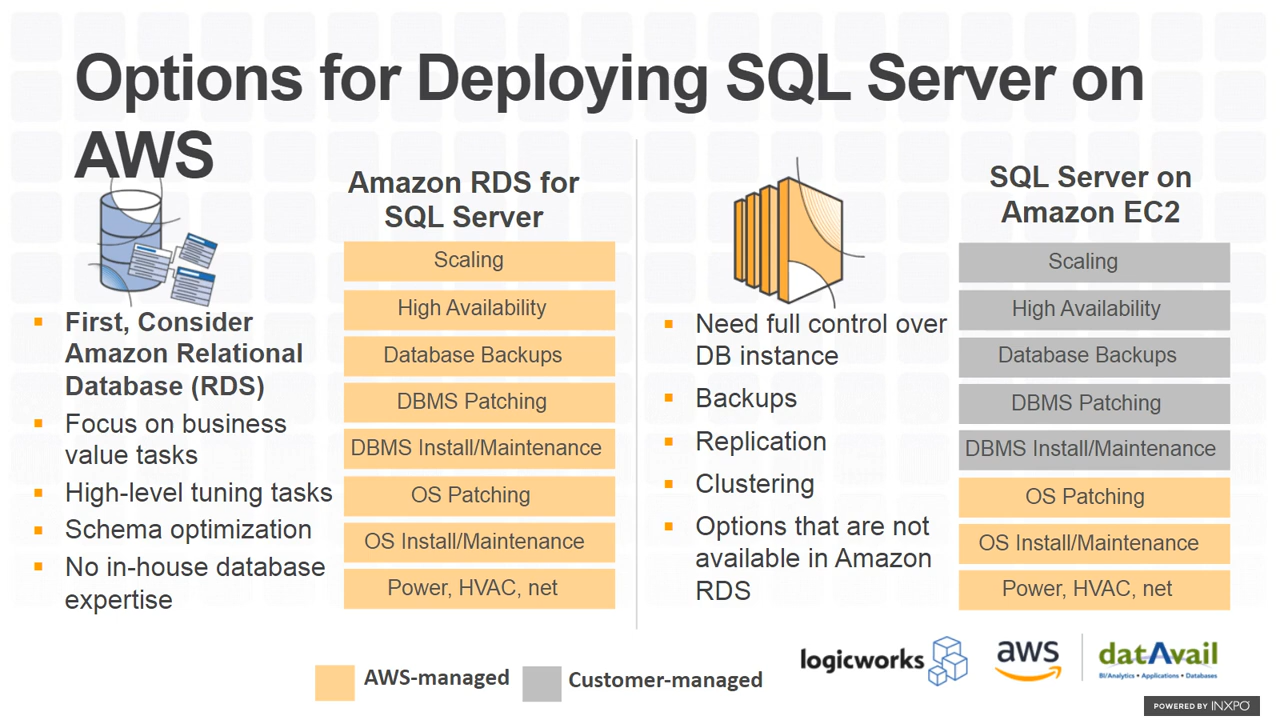 Options for Deploying SQL Server on
AWS
Amazon RDS for
SQL Server
Scaling
High Availability
Database Backups
DBMS Patching
DBMS Install/Maintenance
OS Patching
OS Install/Maintenance
Power, HVAC, net
▪ First, Consider
Amazon Relational
Database (RDS)
▪ Focus on business
value tasks
▪ High-level tuning tasks
▪ Schema optimization
▪ No in-house database
expertise
SQL Server on
Amazon EC2
Scaling
High Availability
Database Backups
DBMS Patching
DBMS Install/Maintenance
OS Patching
OS Install/Maintenance
Power, HVAC, net
▪ Need full control over
DB instance
▪ Backups
▪ Replication
▪ Clustering
▪ Options that are not
available in Amazon
RDS
AWS-managed
Customer-managed
logicworks
aws
datAvail
BI/Analytics • Applications • Databases
POWERED BY INXPO